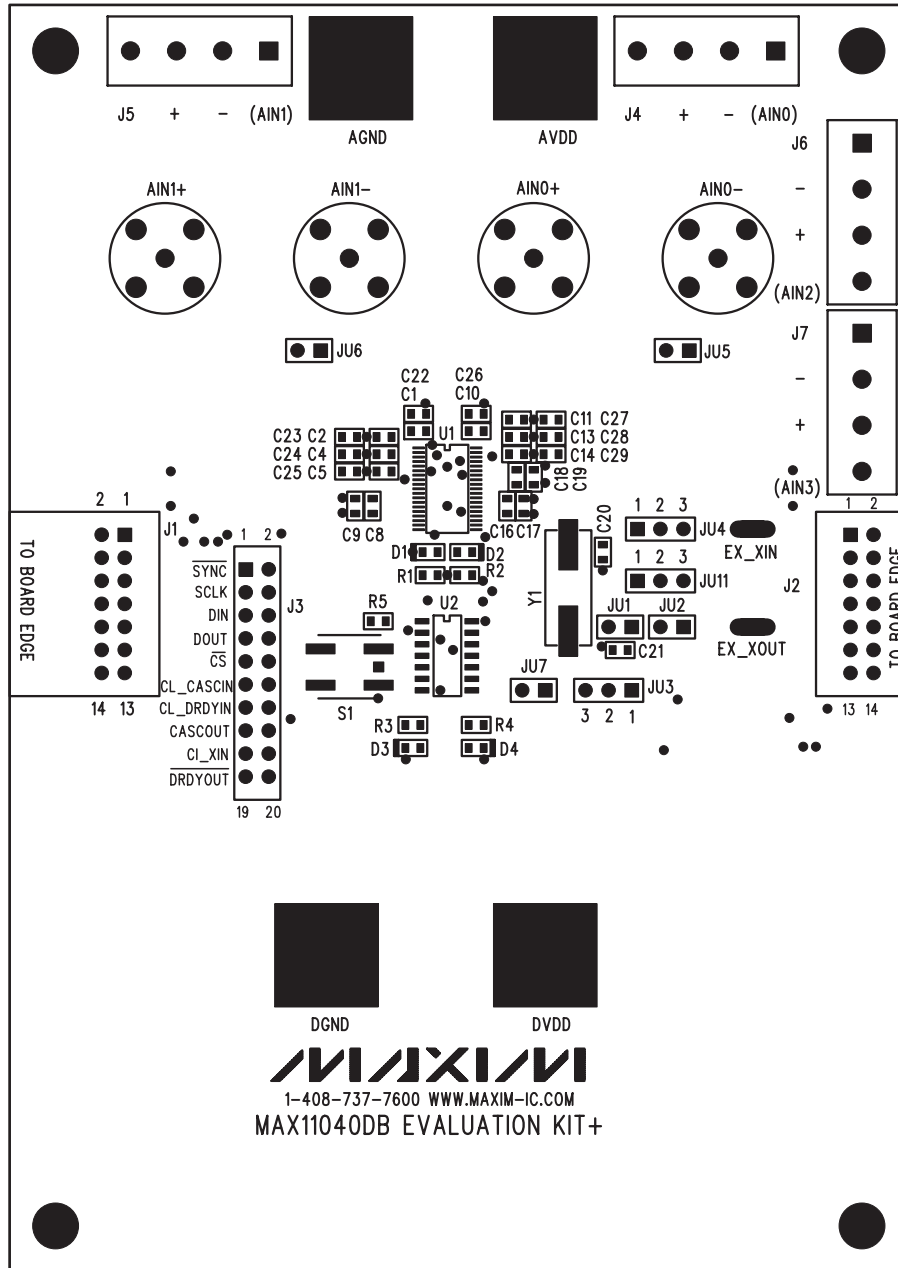 J5 + - (AIN1)
AGND
AVDD
J4 + - (AIN0)
J6
-
+
(AIN2)
AIN1+
AIN1-
AIN0+
AIN0-
J7
-
+
(AIN3)
JU6
JU5
C22
C1
C26
C10
C23 C2
C24 C4
C25 C5
U1
C11 C27
C13 C28
C14 C29
C18
C19
C9 C8
C16 C17
C20
2 1
J1
TO BOARD EDGE
14 13
1 2
SYNC
SCLK
DIN
DOUT
CS
CL_CASCIN
CL_DRDYIN
CASCOUT
CI_XIN
DRDYOUT
19 20
J3
D1
D2
R1
R2
R5
U2
S1
R3
R4
D3
D4
Y1
1 2 3
JU4
1 2 3
JU11
JU1
JU2
C21
JU7
JU3
3 2 1
EX_XIN
EX_XOUT
1 2
J2
TO BOARD EDGE
13 14
DGND
DVDD
MAXIM
1-408-737-7600 WWW.MAXIM-IC.COM
MAX11040DB EVALUATION KIT+